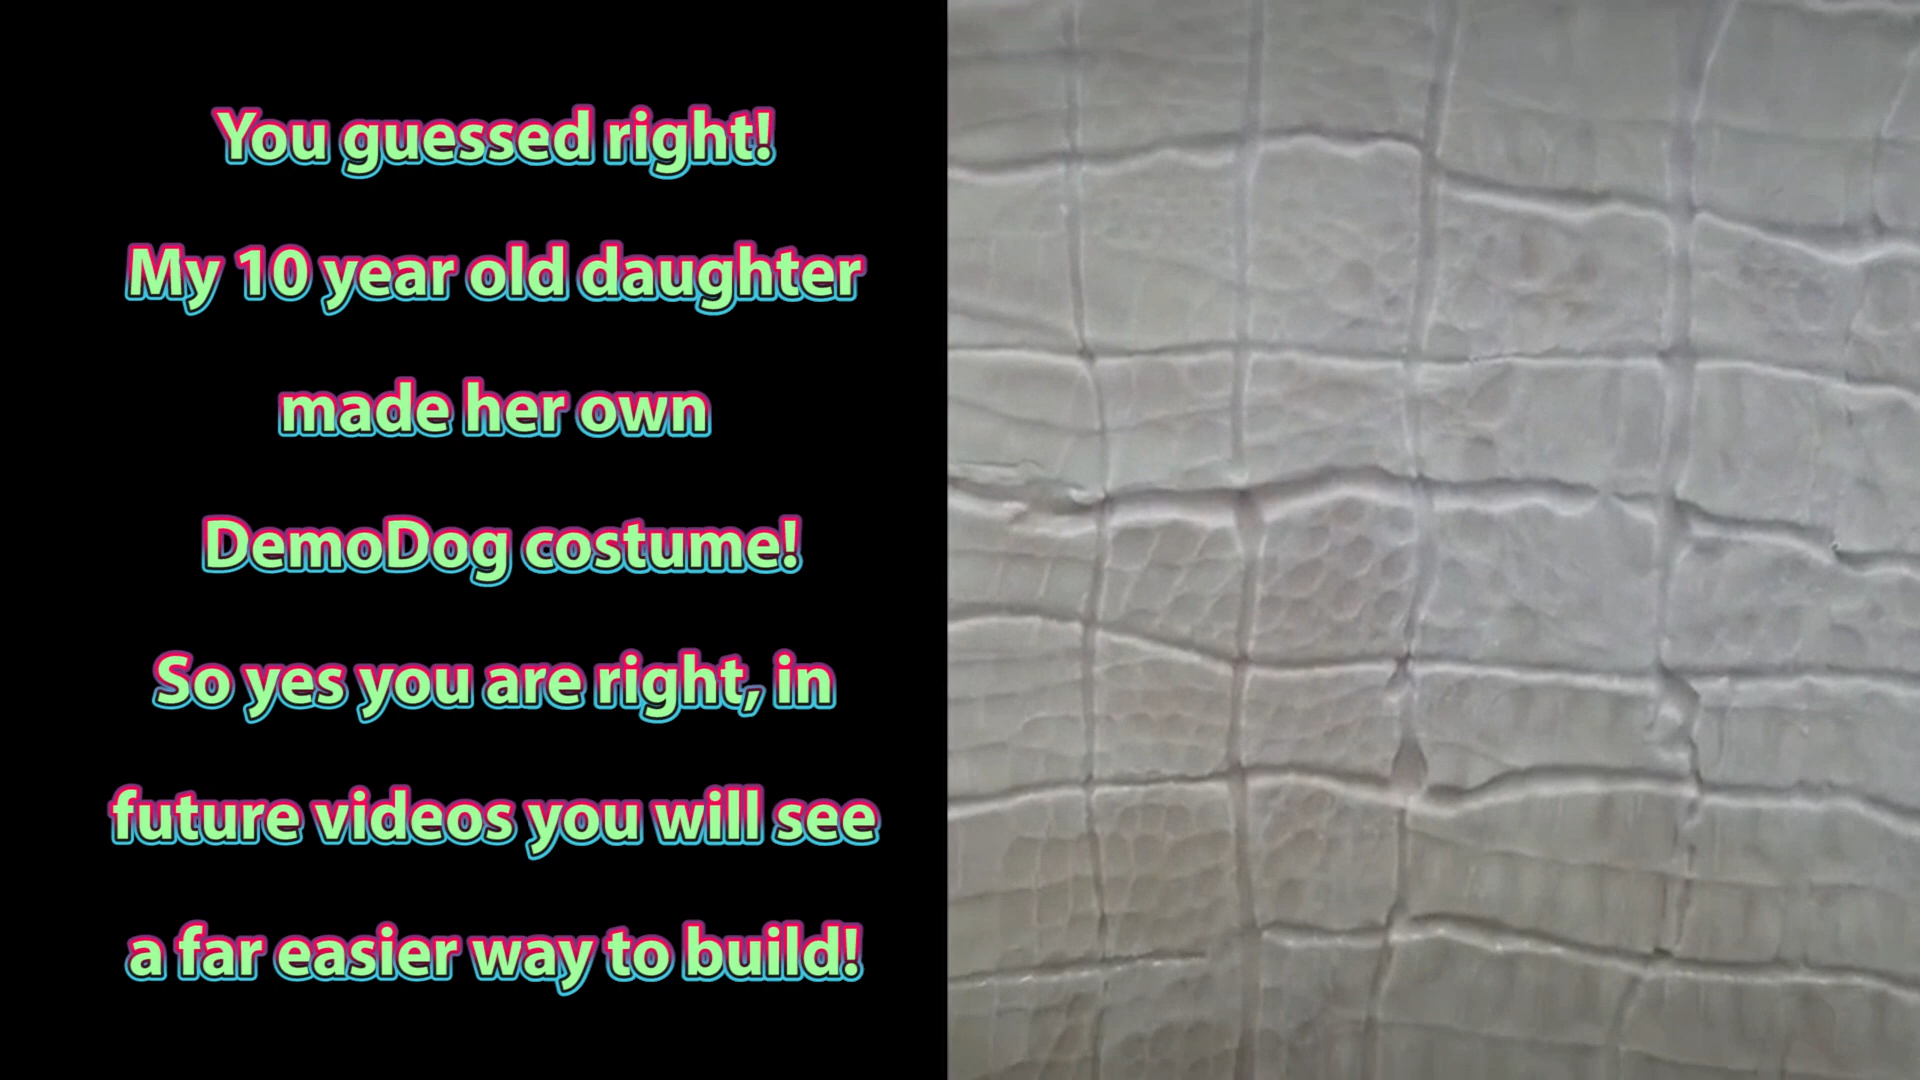 You guessed right!
My 10 year old daughter
made her own
DemoDog costume!
So yes you are right, in
future videos you will see
a far easier way to build!